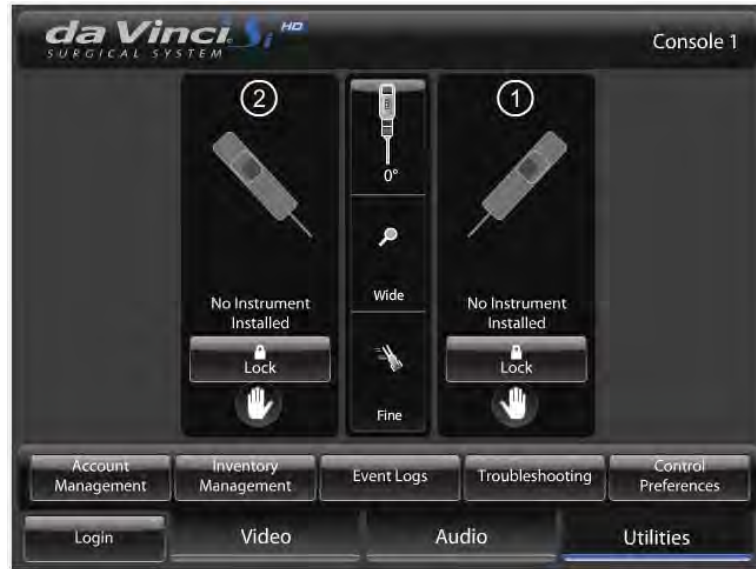 da Vinci Si HD
SURGICAL SYSTEM
Console 1
2
1
0°
Wide
No Instrument
Installed
No Instrument
Installed
Lock
Lock
Fine
Account
Management
Inventory
Management
Event Logs
Troubleshooting
Control
Preferences
Login
Video
Audio
Utilities